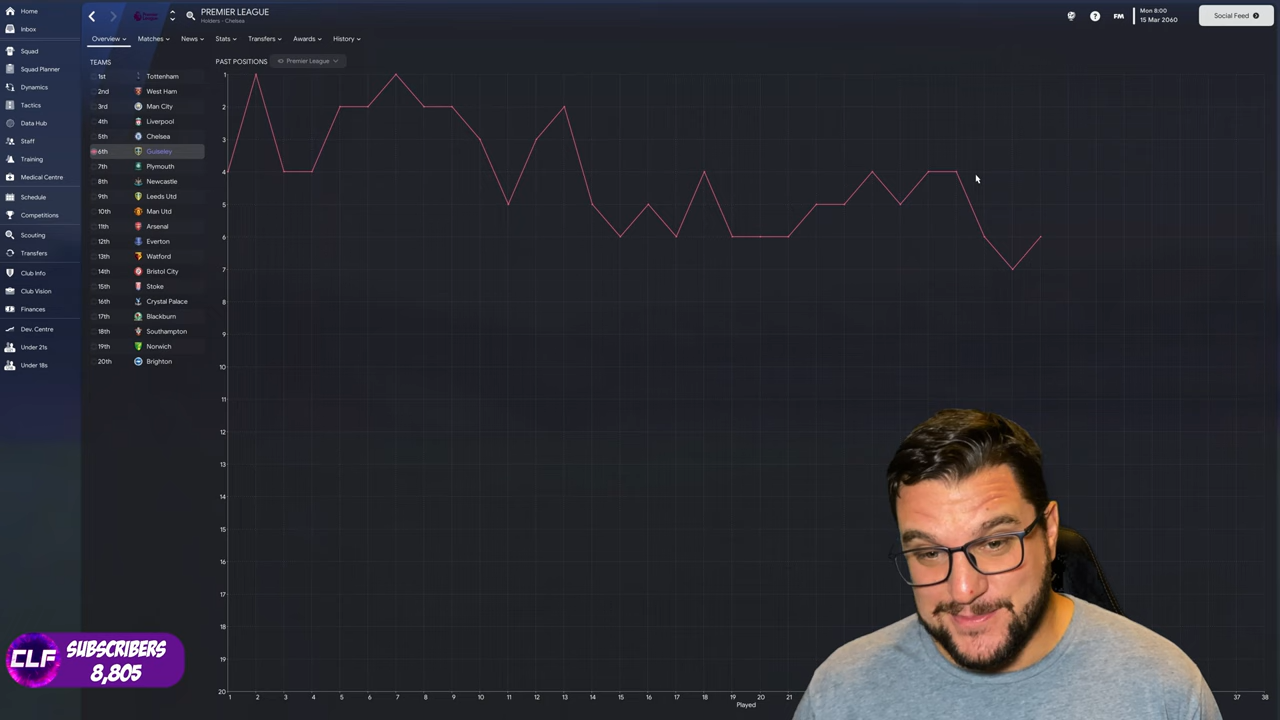 Home
Inbox
Squad
Squad Planner
Dynamics
Tactics
Data Hub
Staff
Training
Medical Centre
Schedule
Competitions
Scouting
Transfers
Club Info
Club Vision
Finances
Dev. Centre
Under 21s
Under 18s
PREMIER LEAGUE
Holders - Chelsea
FM
Mon 8:00
15 Mar 2060
Social Feed
Overview
Matches
News
Stats
Transfers
Awards
History
TEAMS
1st Tottenham
2nd West Ham
3rd Man City
4th Liverpool
5th Chelsea
6th Guiseley
7th Plymouth
8th Newcastle
9th Leeds Utd
10th Man Utd
11th Arsenal
12th Everton
13th Watford
14th Bristol City
15th Stoke
16th Crystal Palace
17th Blackburn
18th Southampton
19th Norwich
20th Brighton
PAST POSITIONS
Premier League
1
2
3
4
5
6
7
8
9
10
11
12
13
14
15
16
17
18
19
20
1 2 3 4 5 6 7 8 9 10 11 12 13 14 15 16 17 18 19 20 21 37 38
Played
CLF
SUBSCRIBERS
8,805